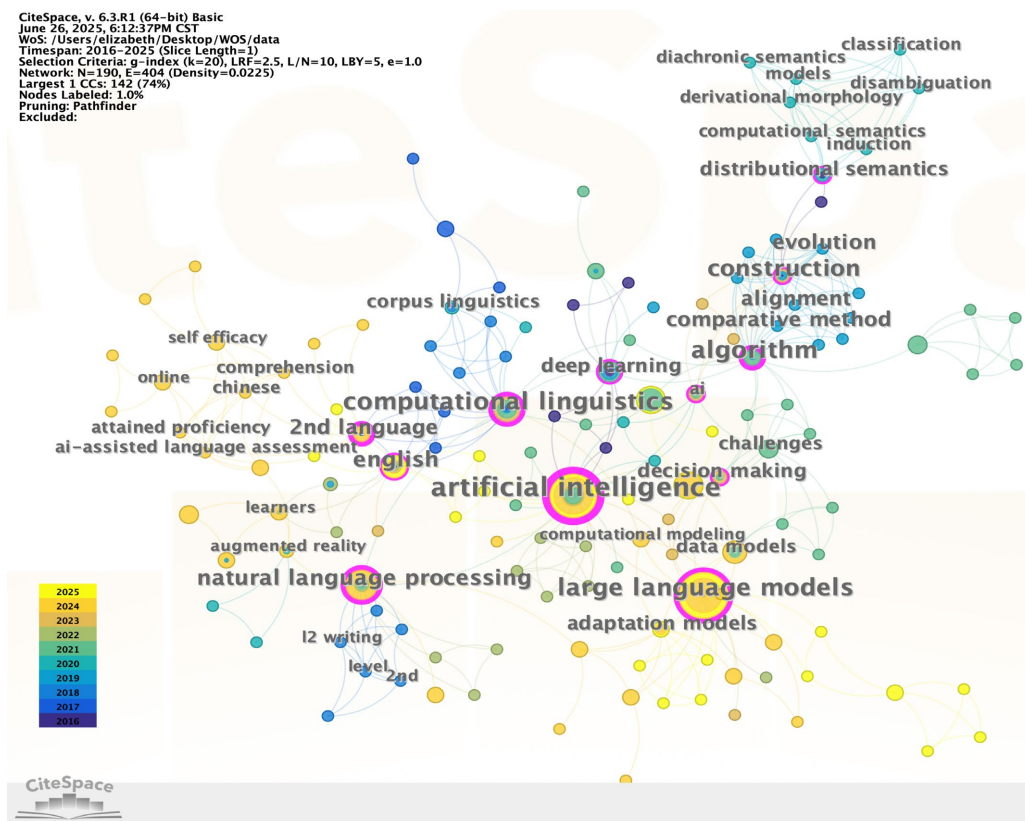 CiteSpace, v. 6.3.R1 (64-bit) Basic
June 26, 2025, 6:12:37PM CST
WoS: /Users/elizabeth/Desktop/WOS/data
Timespan: 2016-2025 (Slice Length=1)
Selection Criteria: g-index (k=20), LRF=2.5, L/N=10, LBY=5, e=1.0
Network: N=190, E=404 (Density=0.0225)
Largest 1 CCs: 142 (74%)
Nodes Labeled: 1.0%
Pruning: Pathfinder
Excluded:
classification
diachronic semantics
models
disambiguation
derivational morphology
computational semantics
induction
distributional semantics
evolution
construction
alignment
corpus linguistics
comparative method
self efficacy
algorithm
comprehension
deep learning
online
chinese
ai
computational linguistics
attained proficiency
2nd language
ai-assisted language assessment
challenges
english
decision making
artificial intelligence
learners
computational modeling
augmented reality
data models
natural language processing
large language models
adaptation models
l2 writing
level
2nd
2025
2024
2023
2022
2021
2020
2019
2018
2017
2016
CiteSpace